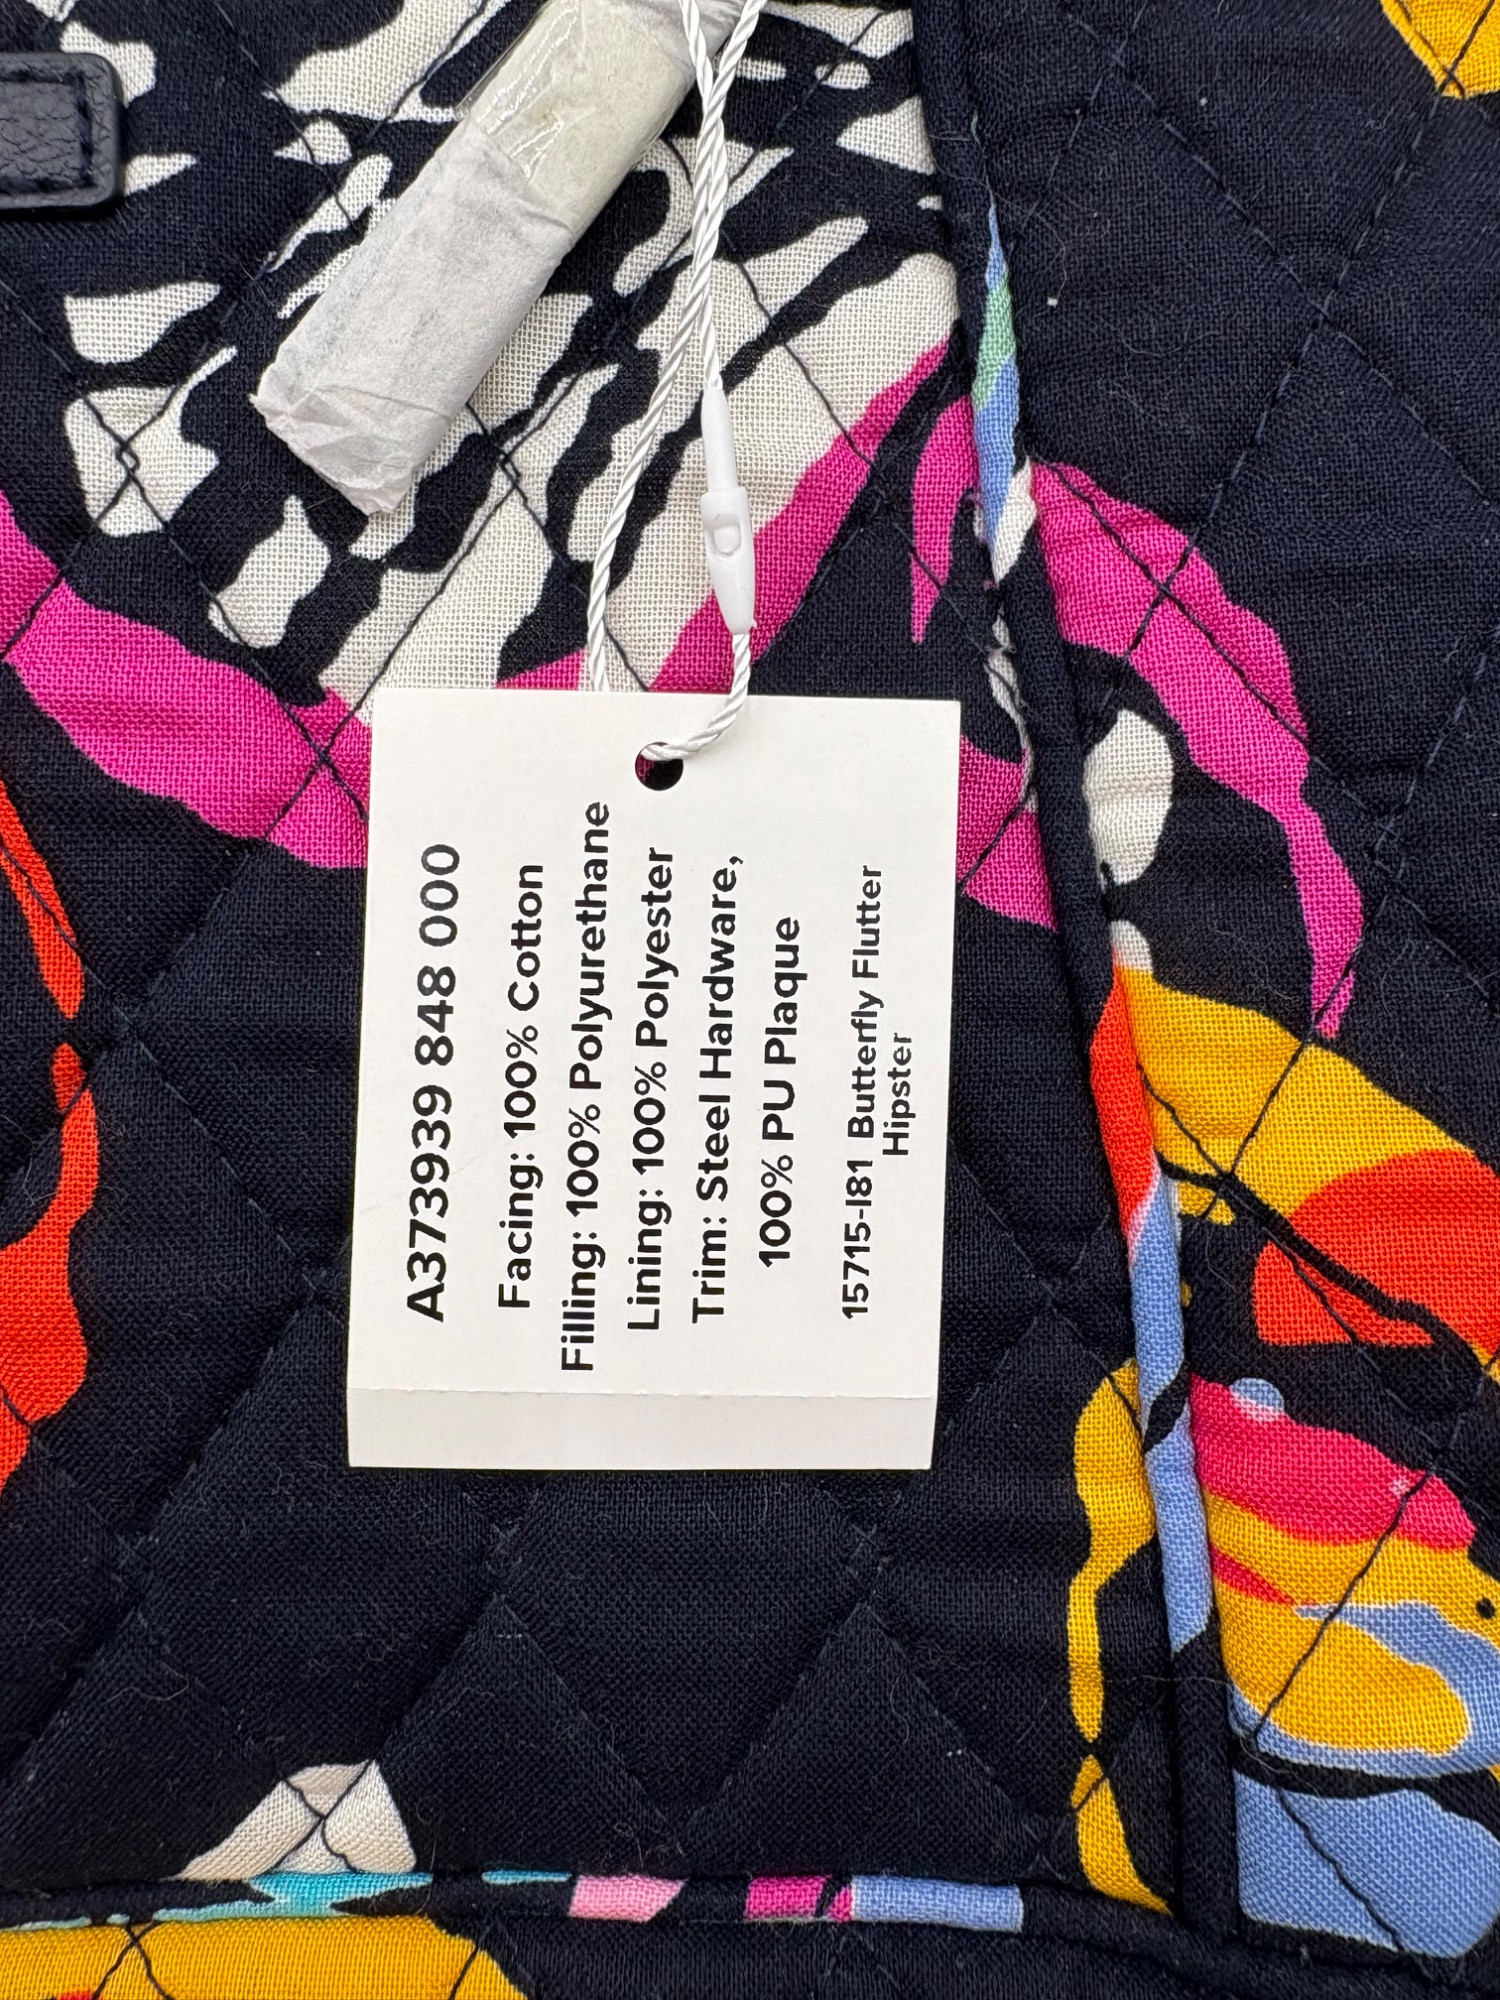 A373939 848 000
Facing: 100% Cotton
Filling: 100% Polyurethane
Lining: 100% Polyester
Trim: Steel Hardware,
100% PU Plaque
15715-I81 Butterfly Flutter
Hipster